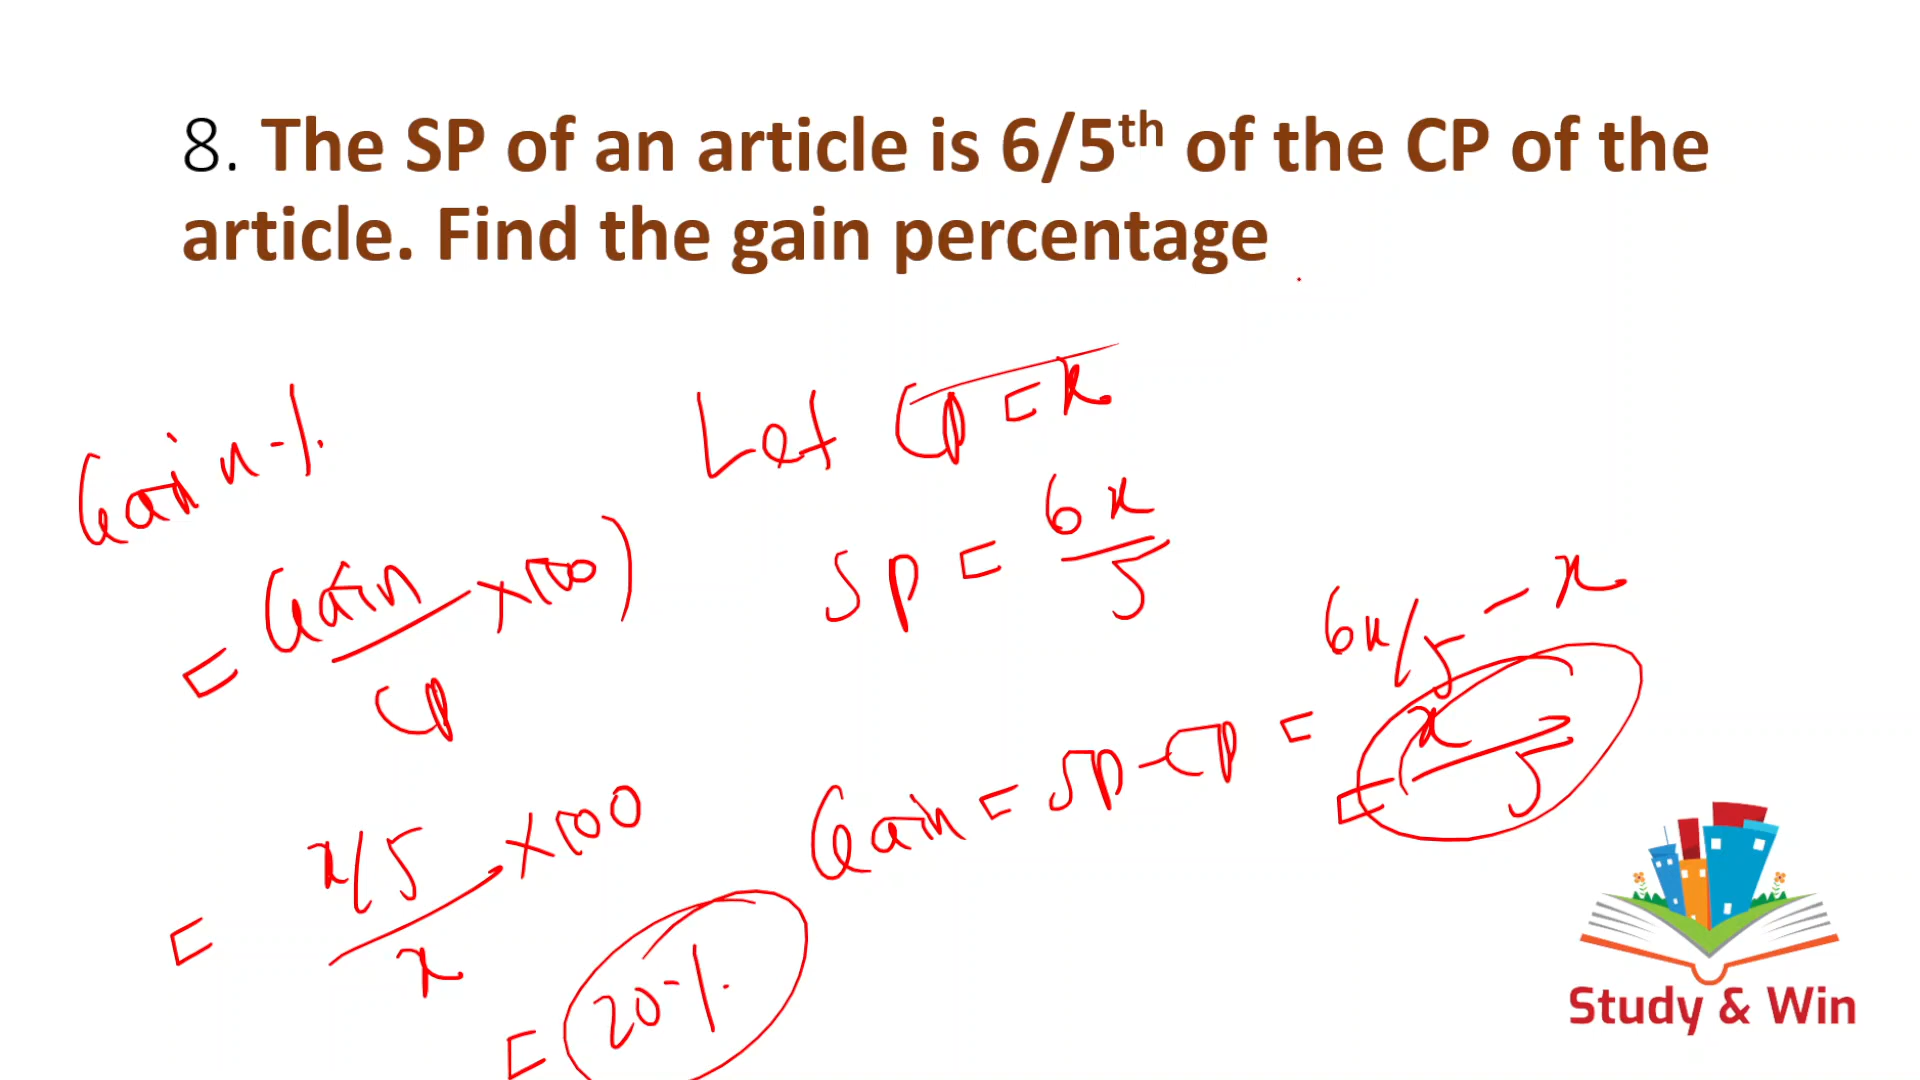 8. The SP of an article is 6/5th of the CP of the
article. Find the gain percentage
Gain %
= Gain/CP × 100)
= x/5/x × 100
= 20%
Let CP = x
SP = 6x/5
Gain = SP - CP = 6x/5 - x
= x/5
Study & Win